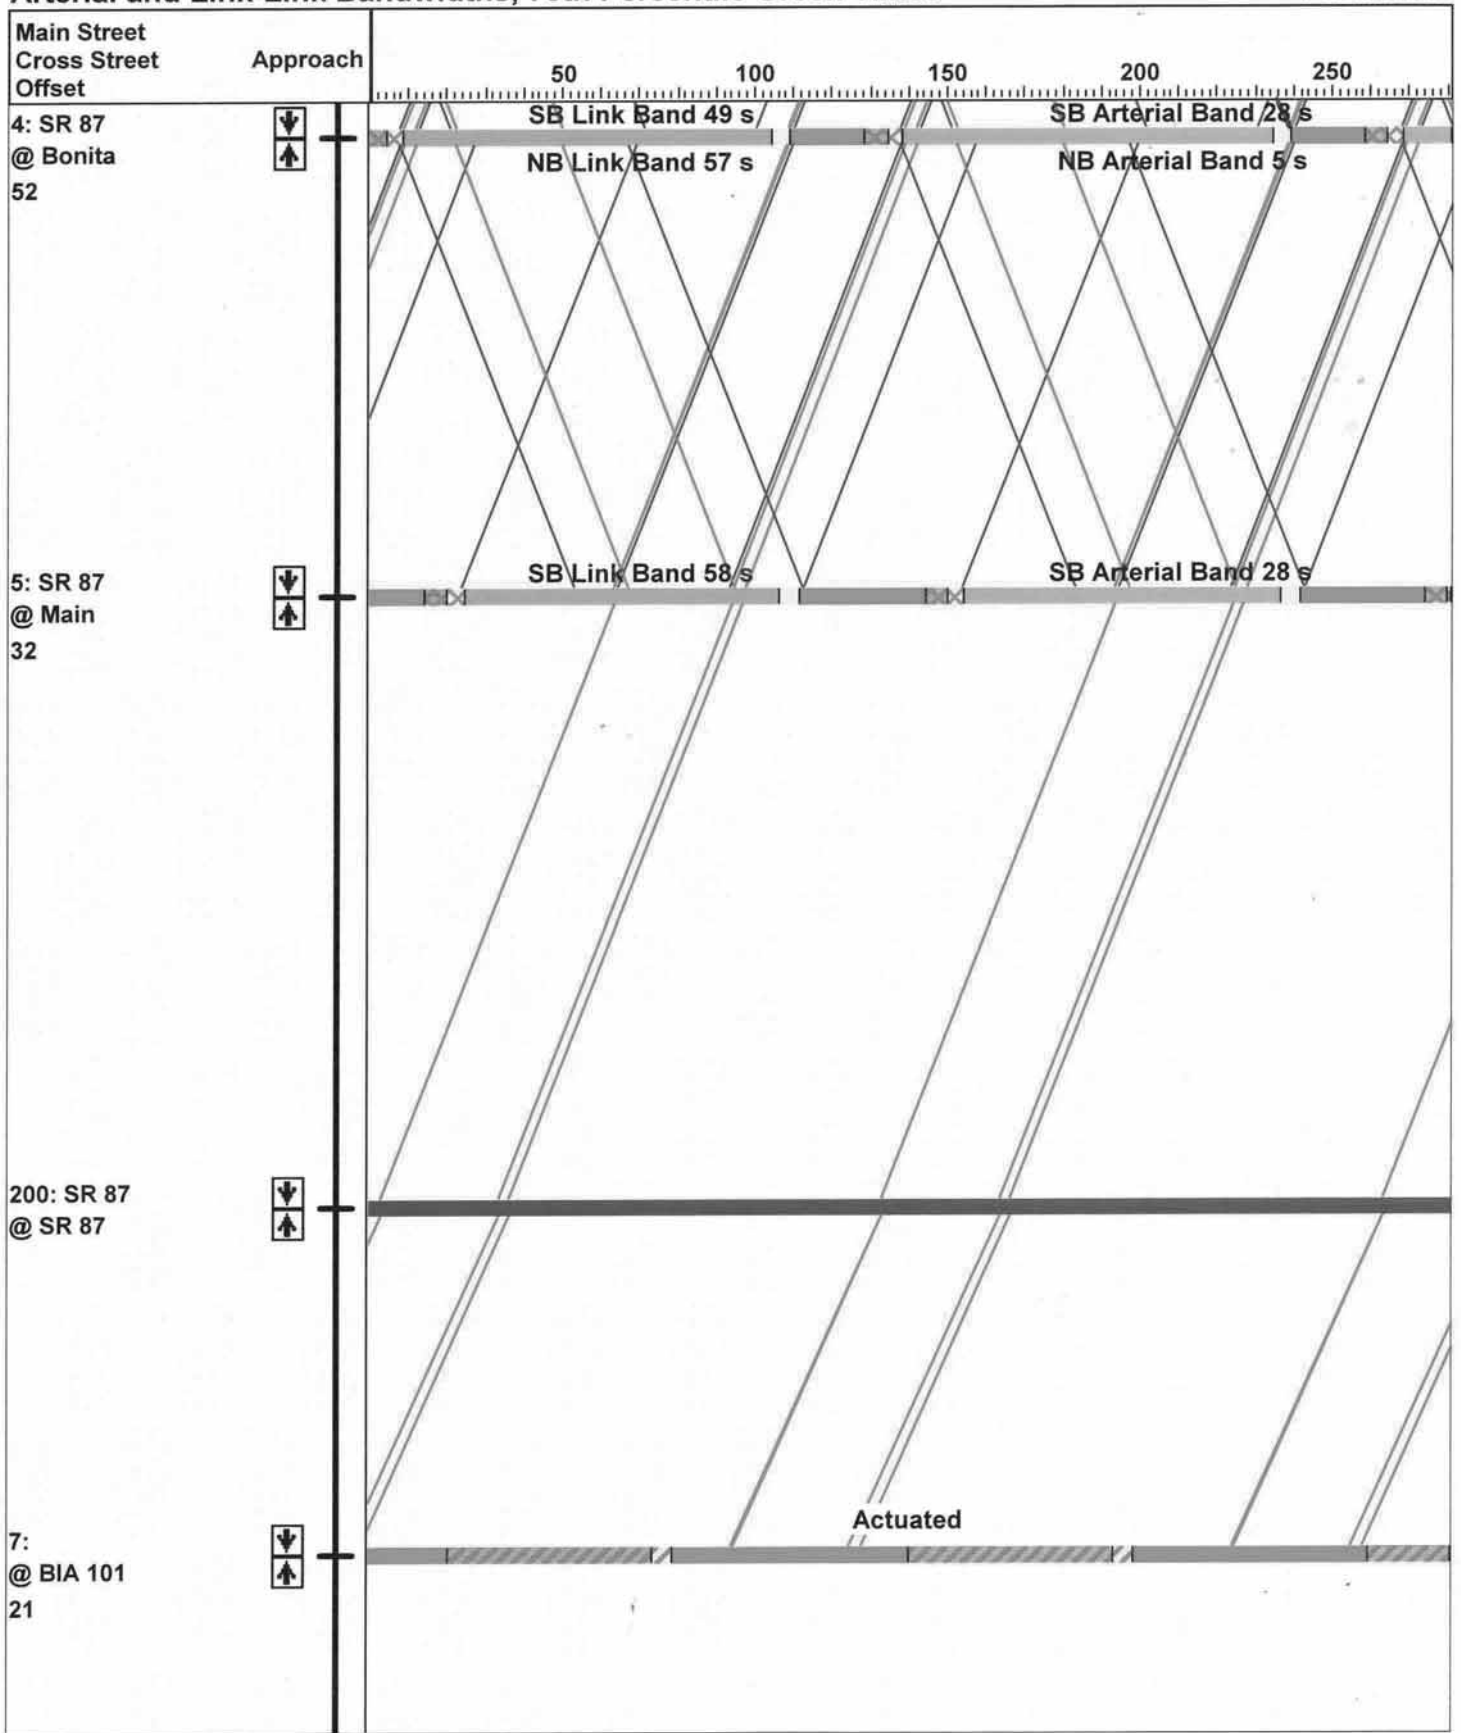 Main Street
Cross Street Approach
Offset
50 100 150 200 250
4: SR 87
@ Bonita
52
SB Link Band 49 s SB Arterial Band 28 s
NB Link Band 57 s NB Arterial Band 5 s
5: SR 87
@ Main
32
SB Link Band 58 s SB Arterial Band 28 s
200: SR 87
@ SR 87
7:
@ BIA 101
21
Actuated